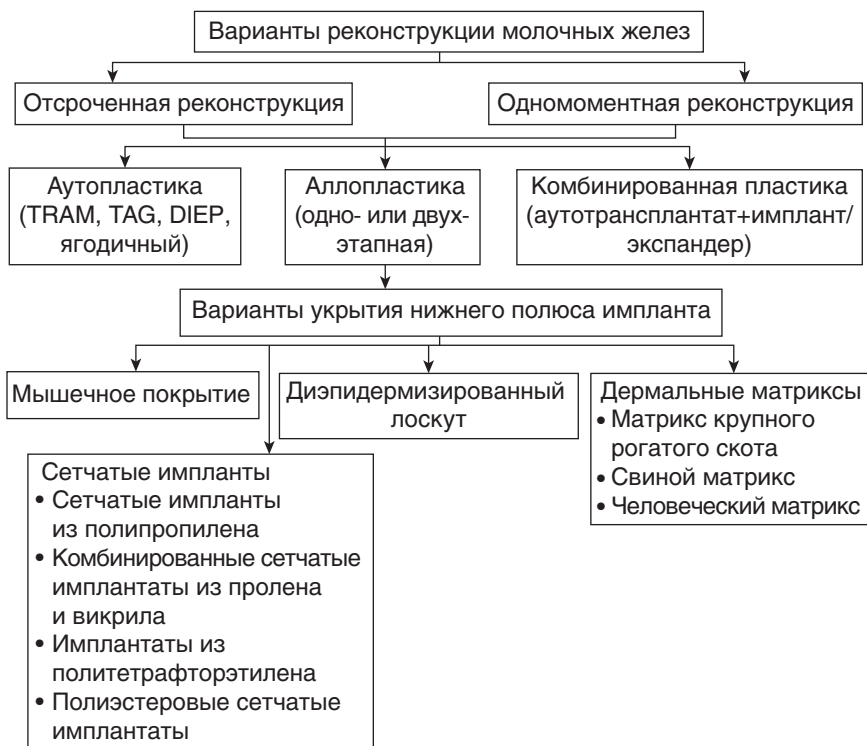 Варианты реконструкции молочных желез
Отсроченная реконструкция
Одномоментная реконструкция
Аутопластика
(TRAM, TAG, DIEP,
ягодичный)
Аллопластика
(одно- или двух-
этапная)
Комбинированная пластика
(аутотрансплантат+имплант/
экспандер)
Варианты укрытия нижнего полюса импланта
Мышечное покрытие
Диэпидермизированный
лоскут
Дермальные матриксы
• Матрикс крупного
рогатого скота
• Свиной матрикс
• Человеческий матрикс
Сетчатые импланты
• Сетчатые импланты
из полипропилена
• Комбинированные сетчатые
имплантаты из пролена
и викрила
• Имплантаты из
политетрафторэтилена
• Полиэстеровые сетчатые
имплантаты